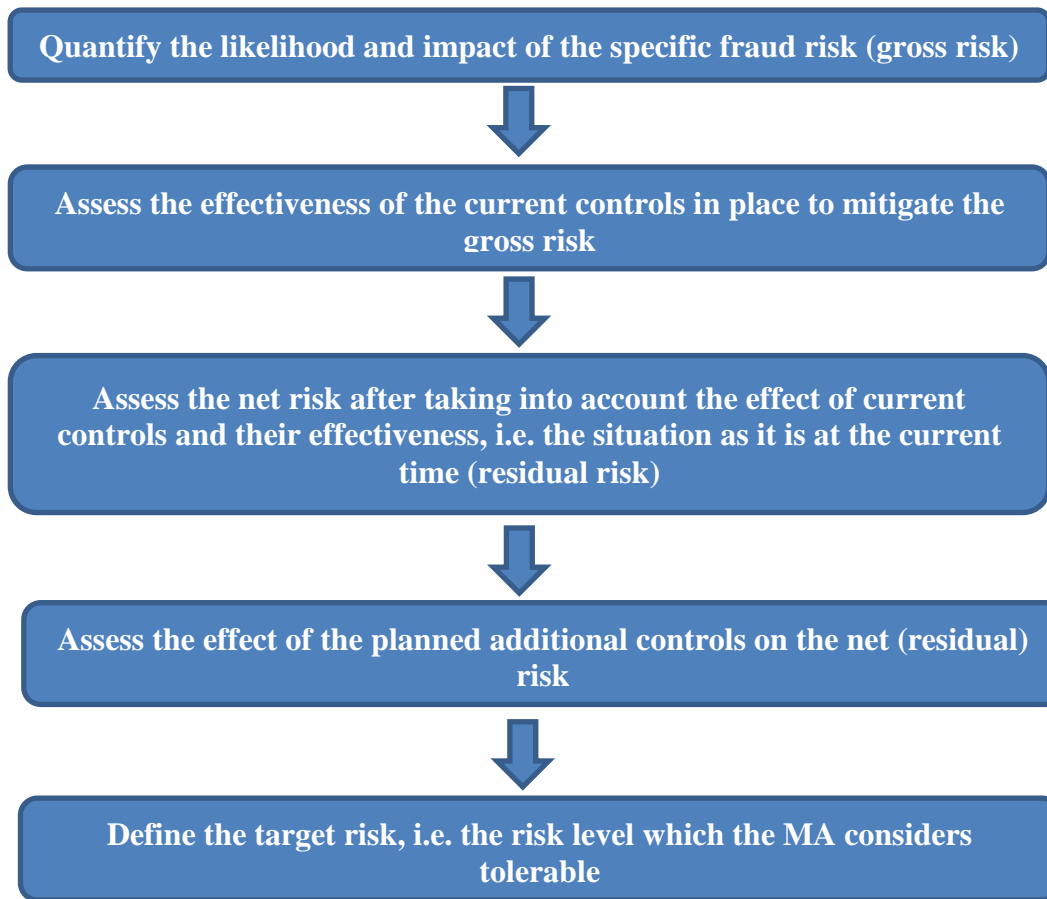 Quantify the likelihood and impact of the specific fraud risk (gross risk)
Assess the effectiveness of the current controls in place to mitigate the
gross risk
Assess the net risk after taking into account the effect of current
controls and their effectiveness, i.e. the situation as it is at the current
time (residual risk)
Assess the effect of the planned additional controls on the net (residual)
risk
Define the target risk, i.e. the risk level which the MA considers
tolerable